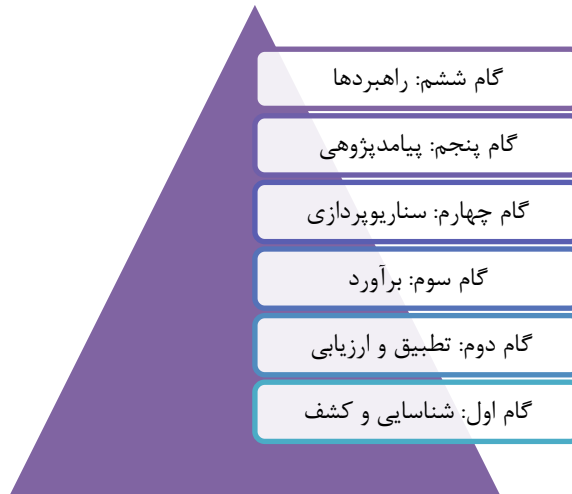 گام ششم: راهبردها
گام پنجم: پیامدپژوهی
گام چهارم: سناریوپردازی
گام سوم: برآورد
گام دوم: تطبیق و ارزیابی
گام اول: شناسایی و کشف